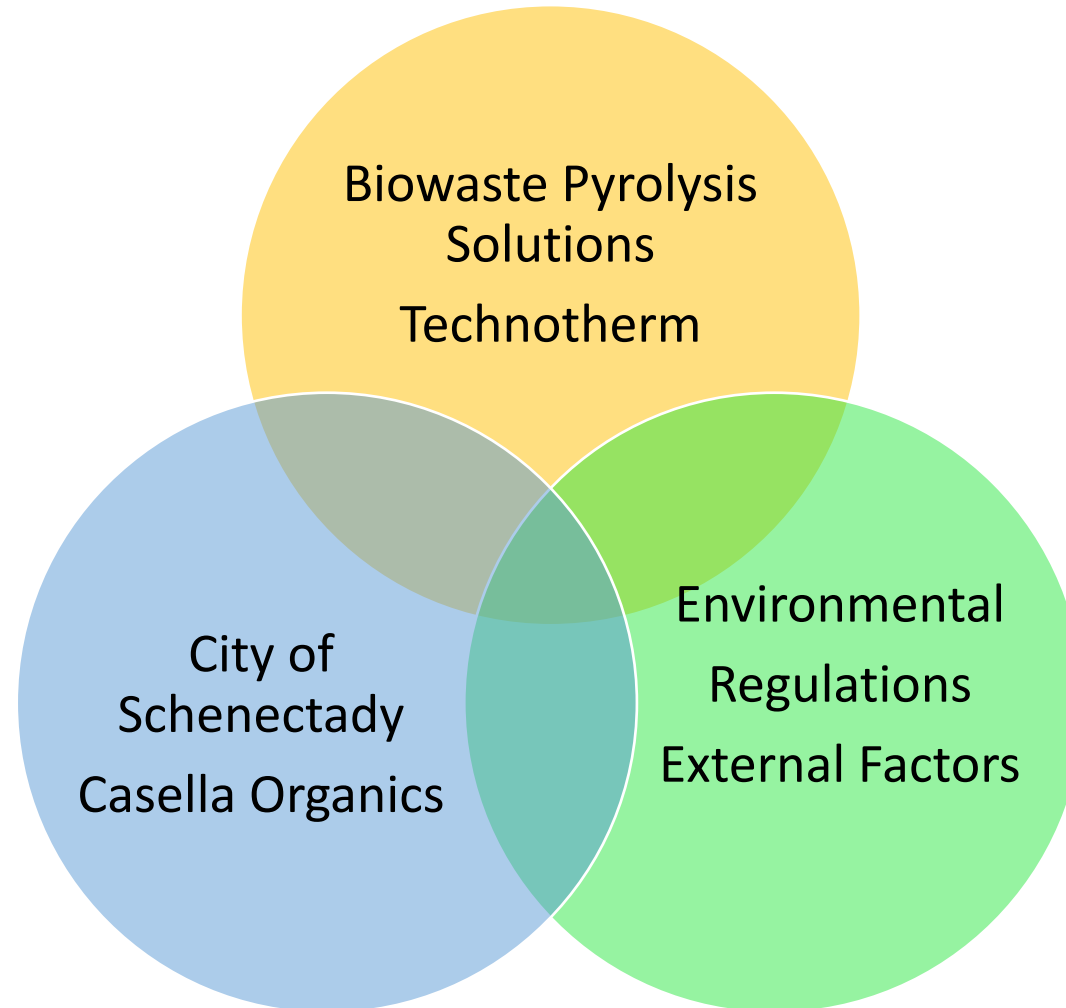 Biowaste Pyrolysis
Solutions
Technotherm
City of
Schenectady
Casella Organics
Environmental
Regulations
External Factors